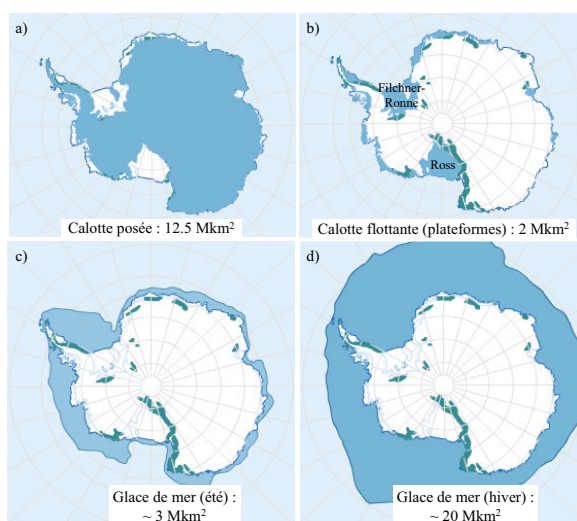 a)
Calotte posée : 12.5 Mkm²
b)
Filchner-
Ronne
Ross
Calotte flottante (plateformes) : 2 Mkm²
c)
Glace de mer (été) :
~ 3 Mkm²
d)
Glace de mer (hiver) :
~ 20 Mkm²